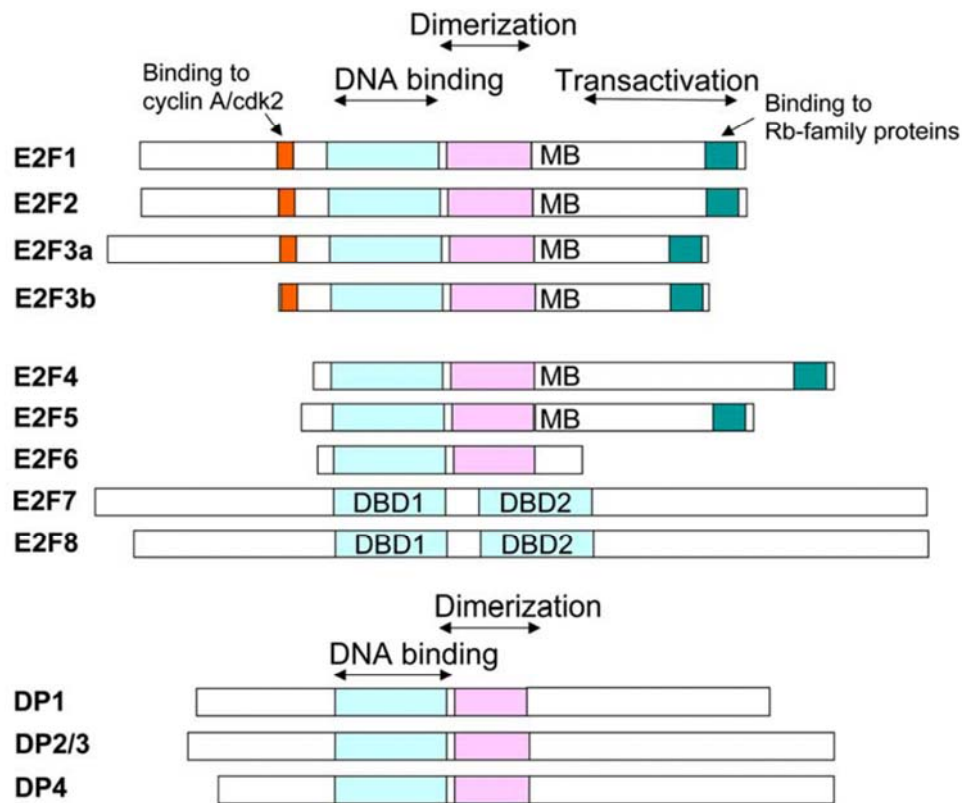 Dimerization
Binding to
cyclin A/cdk2
DNA binding
Transactivation
Binding to
Rb-family proteins
E2F1 MB
E2F2 MB
E2F3a MB
E2F3b MB
E2F4 MB
E2F5 MB
E2F6
E2F7 DBD1 DBD2
E2F8 DBD1 DBD2
Dimerization
DNA binding
DP1
DP2/3
DP4